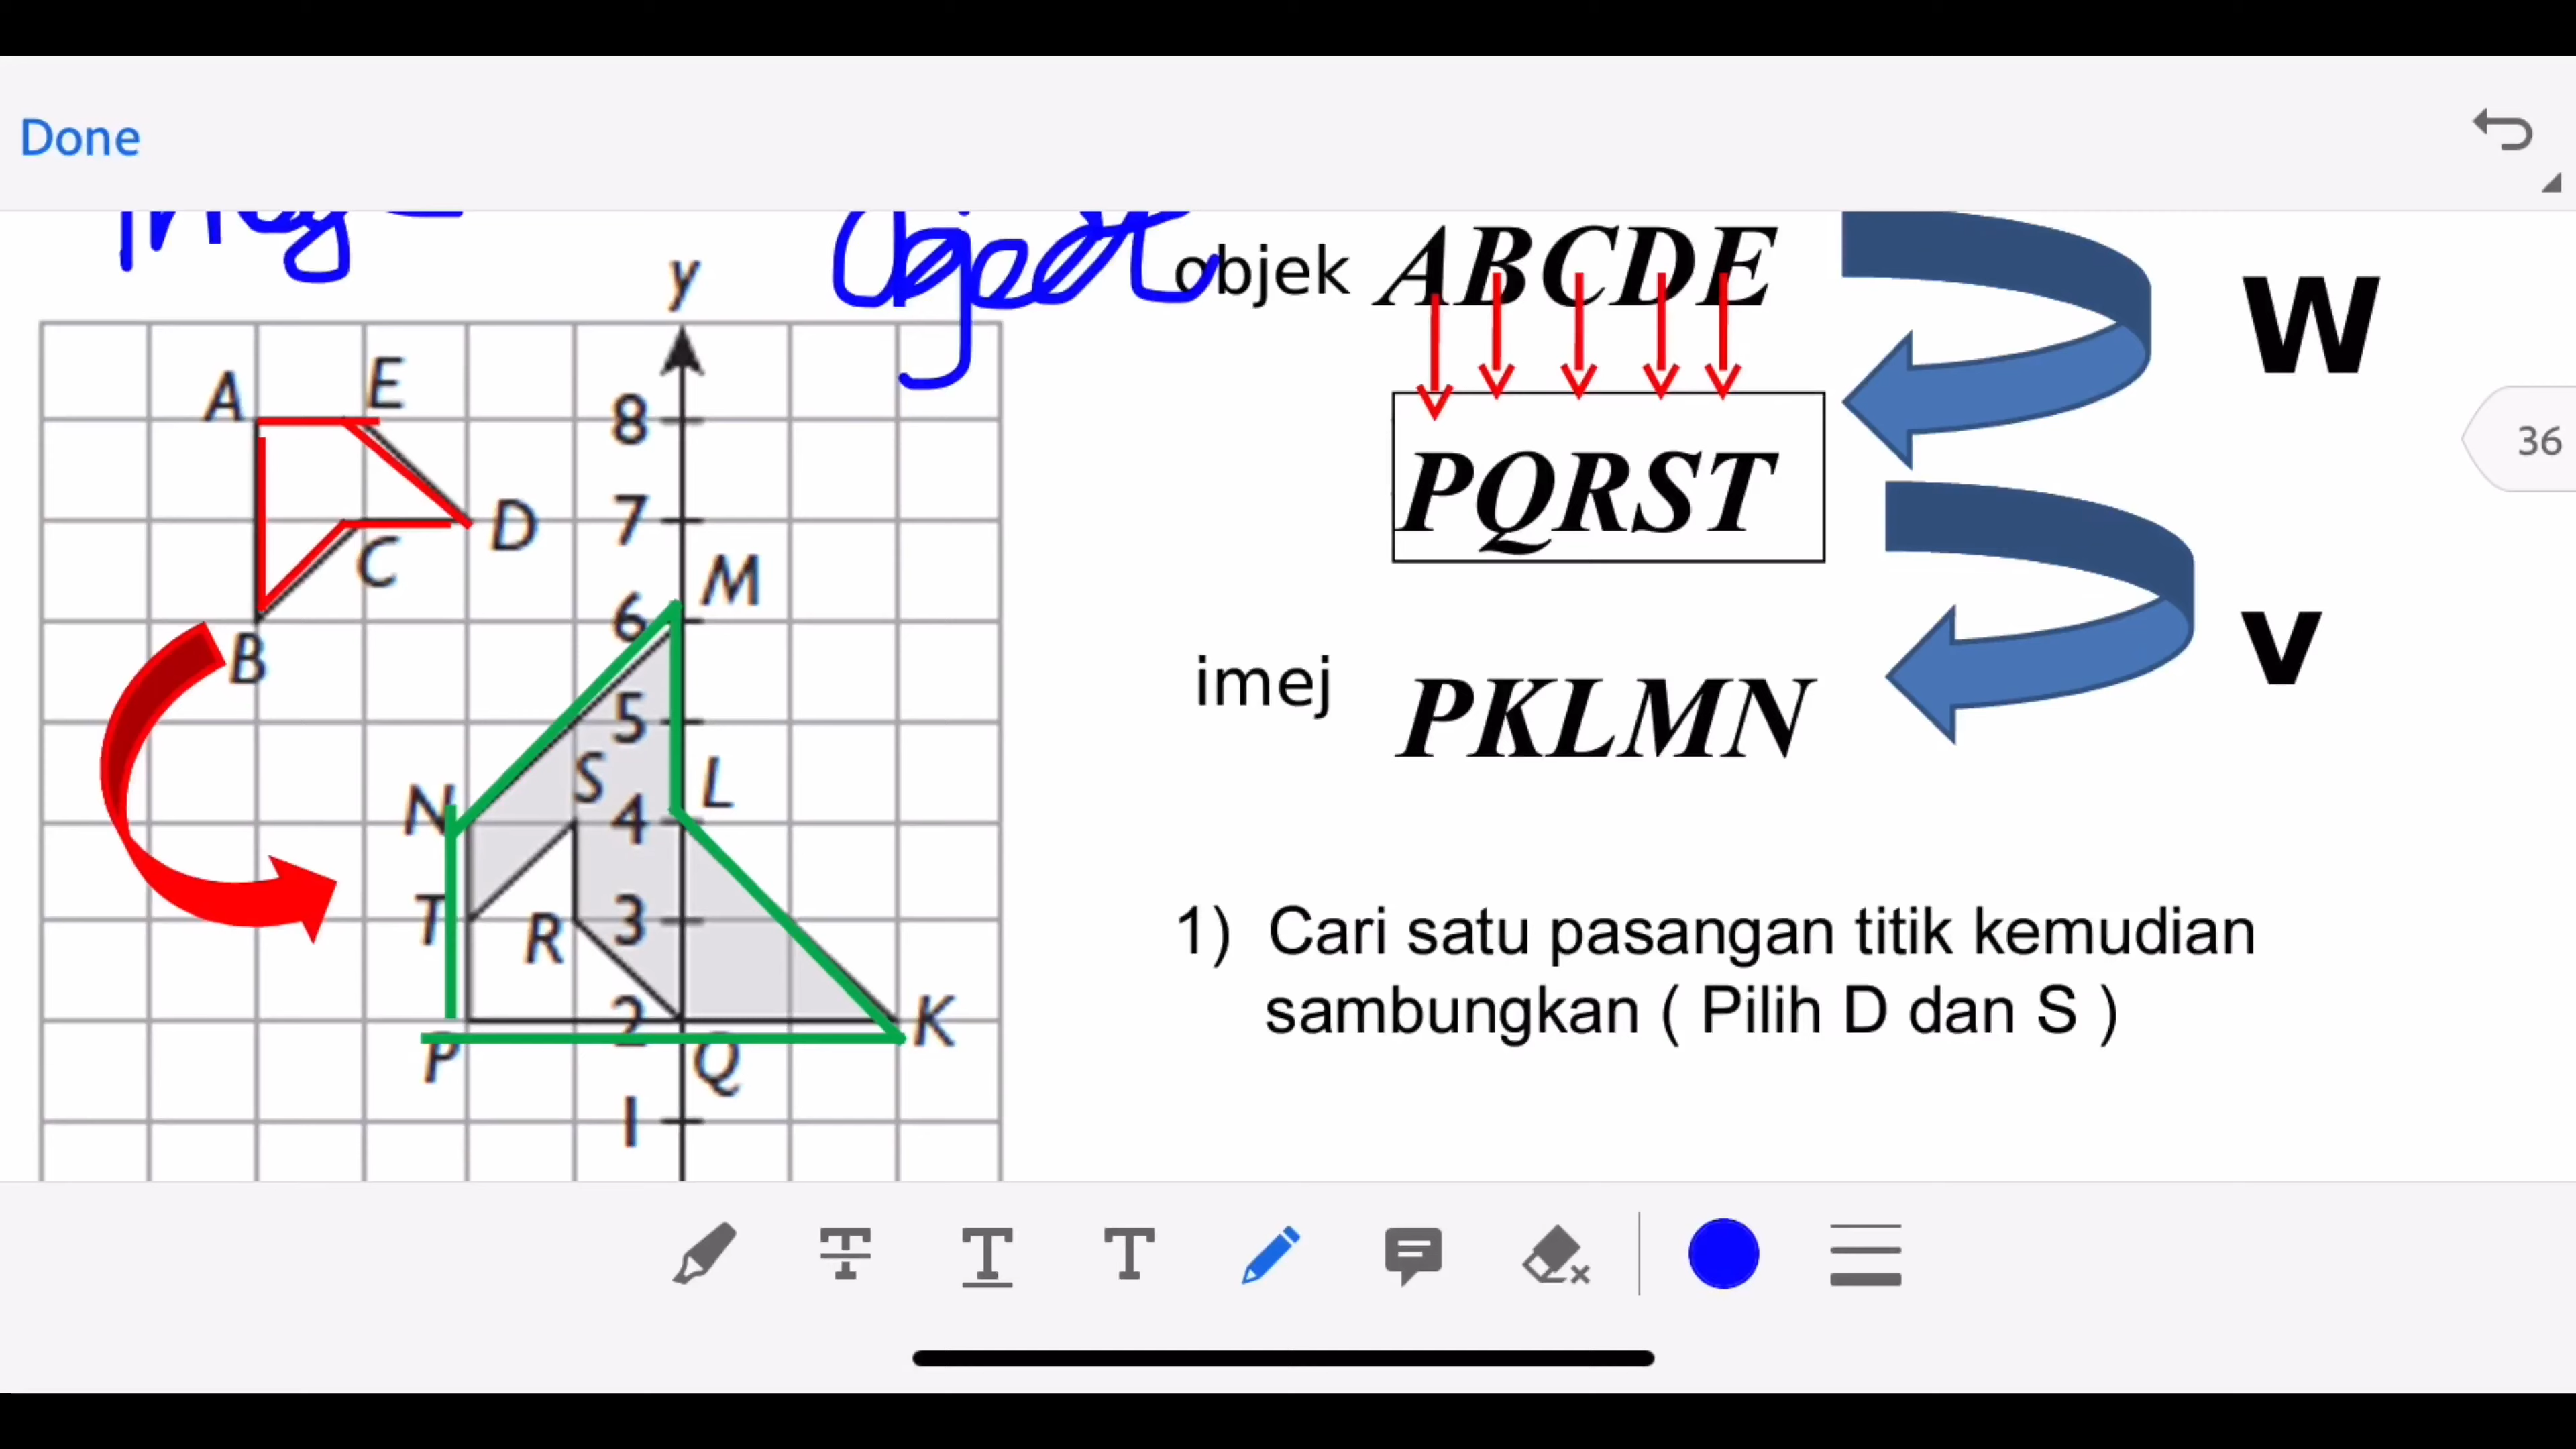 Done
Object
objek ABCDE
W
PQRST
36
v
imej PKLMN
1) Cari satu pasangan titik kemudian
sambungkan ( Pilih D dan S )
y
A E
8
7 D
C
M
6
B
5
S
N 4 L
T R 3
2 K
P Q
1
T T T